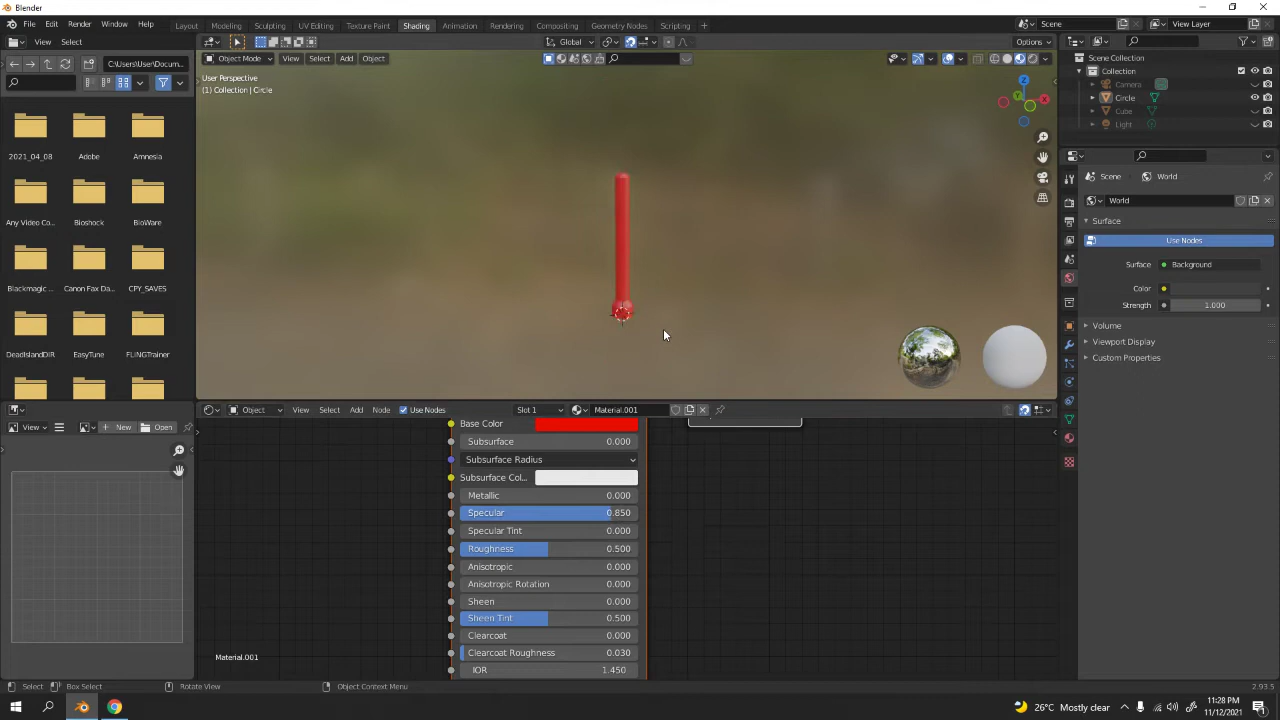 Blender
File Edit Render Window Help Layout Modeling Sculpting UV Editing Texture Paint Shading Animation Rendering Compositing Geometry Nodes Scripting + Scene View Layer
View Select Global Options
C:\Users\User\Docum... Object Mode View Select Add Object
User Perspective
(1) Collection | Circle
2021_04_08 Adobe Amnesia
Any Video Co... Bioshock BioWare
Blackmagic ... Canon Fax Da... CPY_SAVES
DeadIslandDIR EasyTune FLiNGTrainer
X Y Z
Scene Collection
Collection
Camera
Circle
Cube
Light
Scene World
World
Surface
Use Nodes
Surface Background
Color
Strength 1.000
Volume
Viewport Display
Custom Properties
View New Open
Object View Select Add Node Use Nodes Slot 1 Material.001
Base Color
Subsurface 0.000
Subsurface Radius
Subsurface Col...
Metallic 0.000
Specular 0.850
Specular Tint 0.000
Roughness 0.500
Anisotropic 0.000
Anisotropic Rotation 0.000
Sheen 0.000
Sheen Tint 0.500
Clearcoat 0.000
Clearcoat Roughness 0.030
IOR 1.450
Material.001
Select Box Select Rotate View Object Context Menu 2.93.5
26°C Mostly clear 11:28 PM
11/12/2021